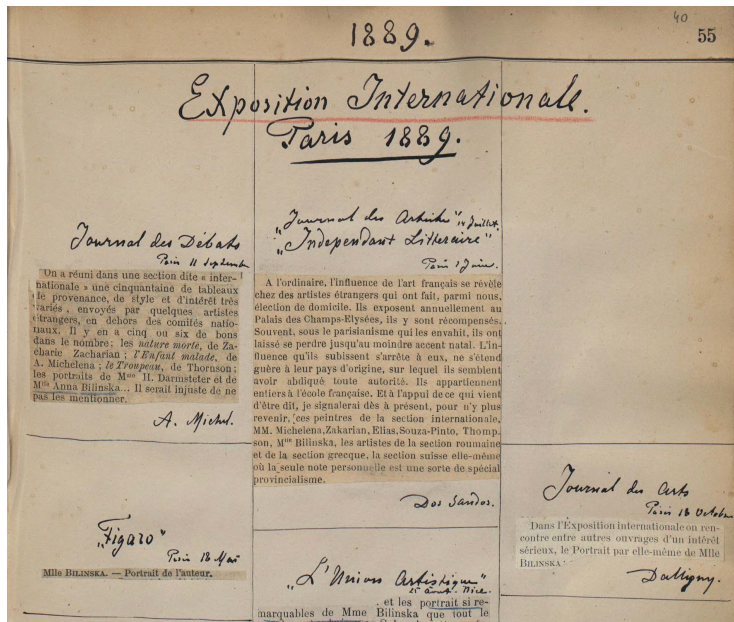 40
1889.
55
Exposition Internationale.
Paris 1889.
Journal des Débats
Paris 11 Septembre
On a réuni dans une section dite « inter-
nationale » une cinquantaine de tableaux
de provenance, de style et d'intérêt très
variés, envoyés par quelques artistes
étrangers, en dehors des comités natio-
naux. Il y en a cinq ou six de bons
dans le nombre; les nature morte, de Za-
charie Zacharian; l'Enfant malade, de
A. Michelena; le Troupeau, de Thornson;
les portraits de Mme H. Darmsteter et de
Mlle Anna Bilinska... Il serait injuste de ne
pas les mentionner.
A. Michel.
"Figaro"
Paris 18 Mai
Mlle BILINSKA. — Portrait de l'auteur.
"Journal des Artistes" 14 Juillet.
"Independant Litteraire"
Paris 1 Juin.
A l'ordinaire, l'influence de l'art français se révèle
chez des artistes étrangers qui ont fait, parmi nous,
élection de domicile. Ils exposent annuellement au
Palais des Champs-Elysées, ils y sont récompensés.
Souvent, sous le parisianisme qui les envahit, ils ont
laissé se perdre jusqu'au moindre accent natal. L'in-
fluence qu'ils subissent s'arrête à eux, ne s'étend
guère à leur pays d'origine, sur lequel ils semblent
avoir abdiqué toute autorité. Ils appartiennent
entiers à l'école française. Et à l'appui de ce qui vient
d'être dit, je signalerai dès à présent, pour n'y plus
revenir, ces peintres de la section internationale,
MM. Michelena, Zakarian, Elias, Souza-Pinto, Thomp-
son, Mlle Bilinska, les artistes de la section roumaine
et de la section grecque, la section suisse elle-même
où la seule note personnelle est une sorte de spécial
provincialisme.
Dos Sandos.
"L'Union Artistique"
25 Aout. Nice.
, et les portrait si re-
marquables de Mme Bilinska que tout le
Journal des Arts
Paris 18 Octobre
Dans l'Exposition internationale on ren-
contre entre autres ouvrages d'un intérêt
sérieux, le Portrait par elle-même de Mlle
BILINSKA
Dalligny.